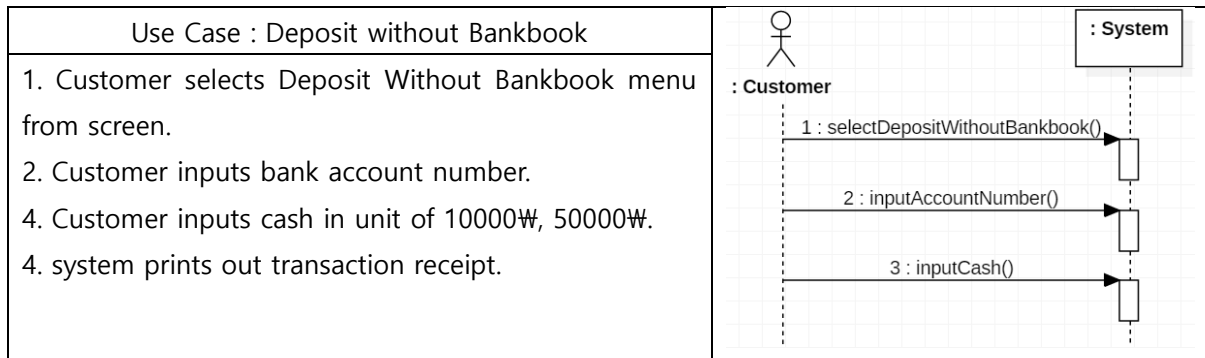 Use Case : Deposit without Bankbook
1. Customer selects Deposit Without Bankbook menu
from screen.
2. Customer inputs bank account number.
4. Customer inputs cash in unit of 10000₩, 50000₩.
4. system prints out transaction receipt.
: System
: Customer
1 : selectDepositWithoutBankbook()
2 : inputAccountNumber()
3 : inputCash()